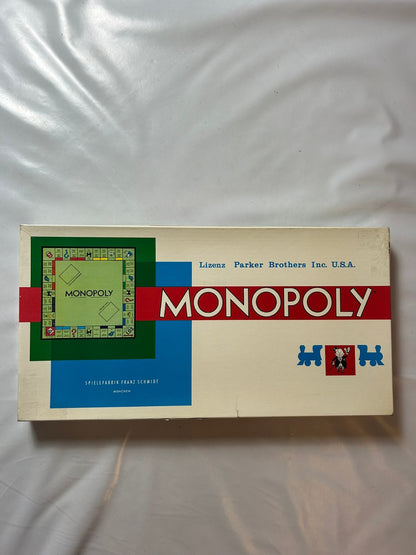 Lizenz Parker Brothers Inc. U.S.A.
MONOPOLY
MONOPOLY
SPIELEFABRIK FRANZ SCHMIDT
MÜNCHEN